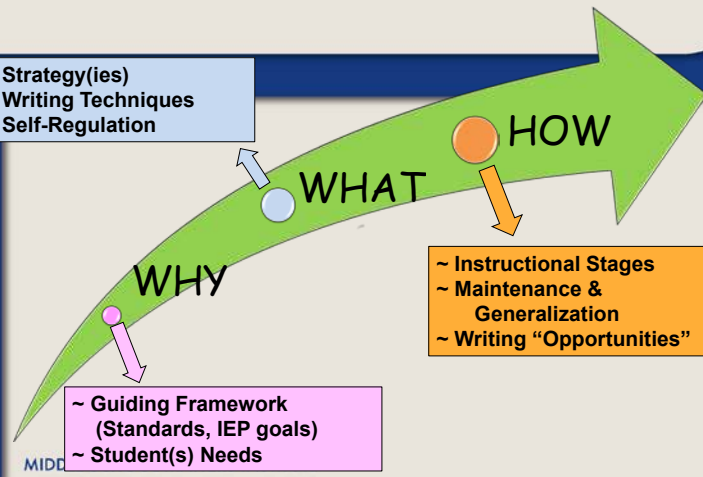 Strategy(ies)
Writing Techniques
Self-Regulation
HOW
WHAT
~ Instructional Stages
~ Maintenance &
Generalization
~ Writing “Opportunities”
WHY
~ Guiding Framework
(Standards, IEP goals)
~ Student(s) Needs
MIDD